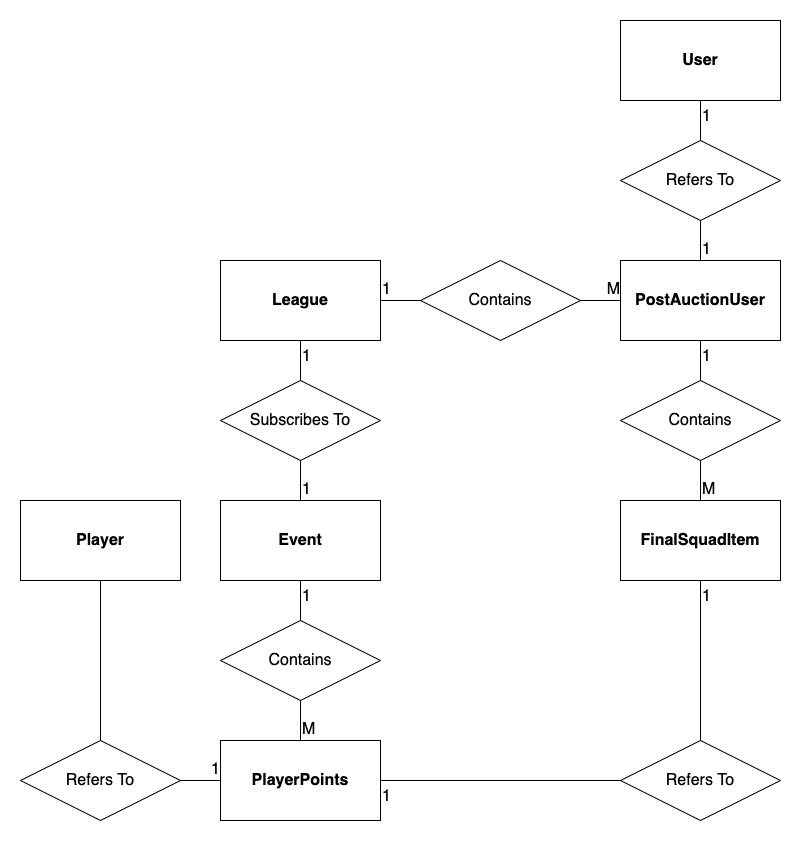 User
1
Refers To
1
League
1
Contains
M
PostAuctionUser
1
1
Subscribes To
Contains
1
M
Player
Event
FinalSquadItem
1
1
Contains
M
Refers To
1
PlayerPoints
1
Refers To